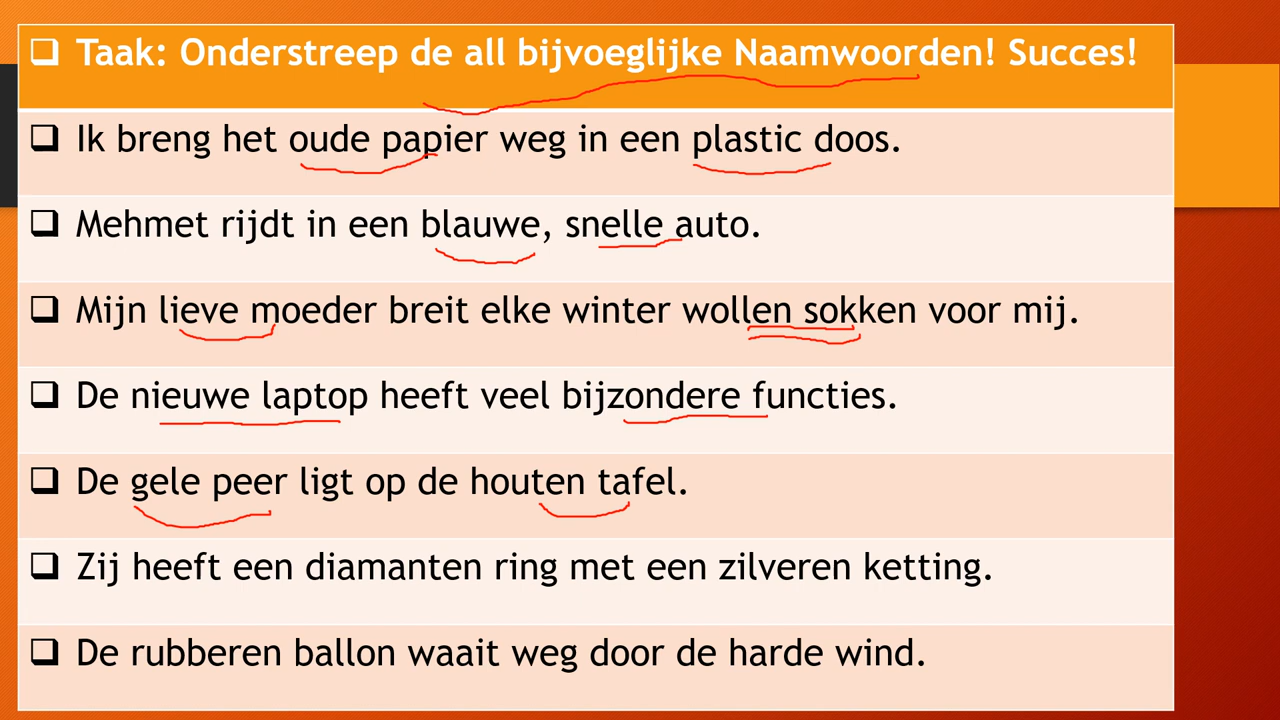 Taak: Onderstreep de all bijvoeglijke Naamwoorden! Succes!
Ik breng het oude papier weg in een plastic doos.
Mehmet rijdt in een blauwe, snelle auto.
Mijn lieve moeder breit elke winter wollen sokken voor mij.
De nieuwe laptop heeft veel bijzondere functies.
De gele peer ligt op de houten tafel.
Zij heeft een diamanten ring met een zilveren ketting.
De rubberen ballon waait weg door de harde wind.